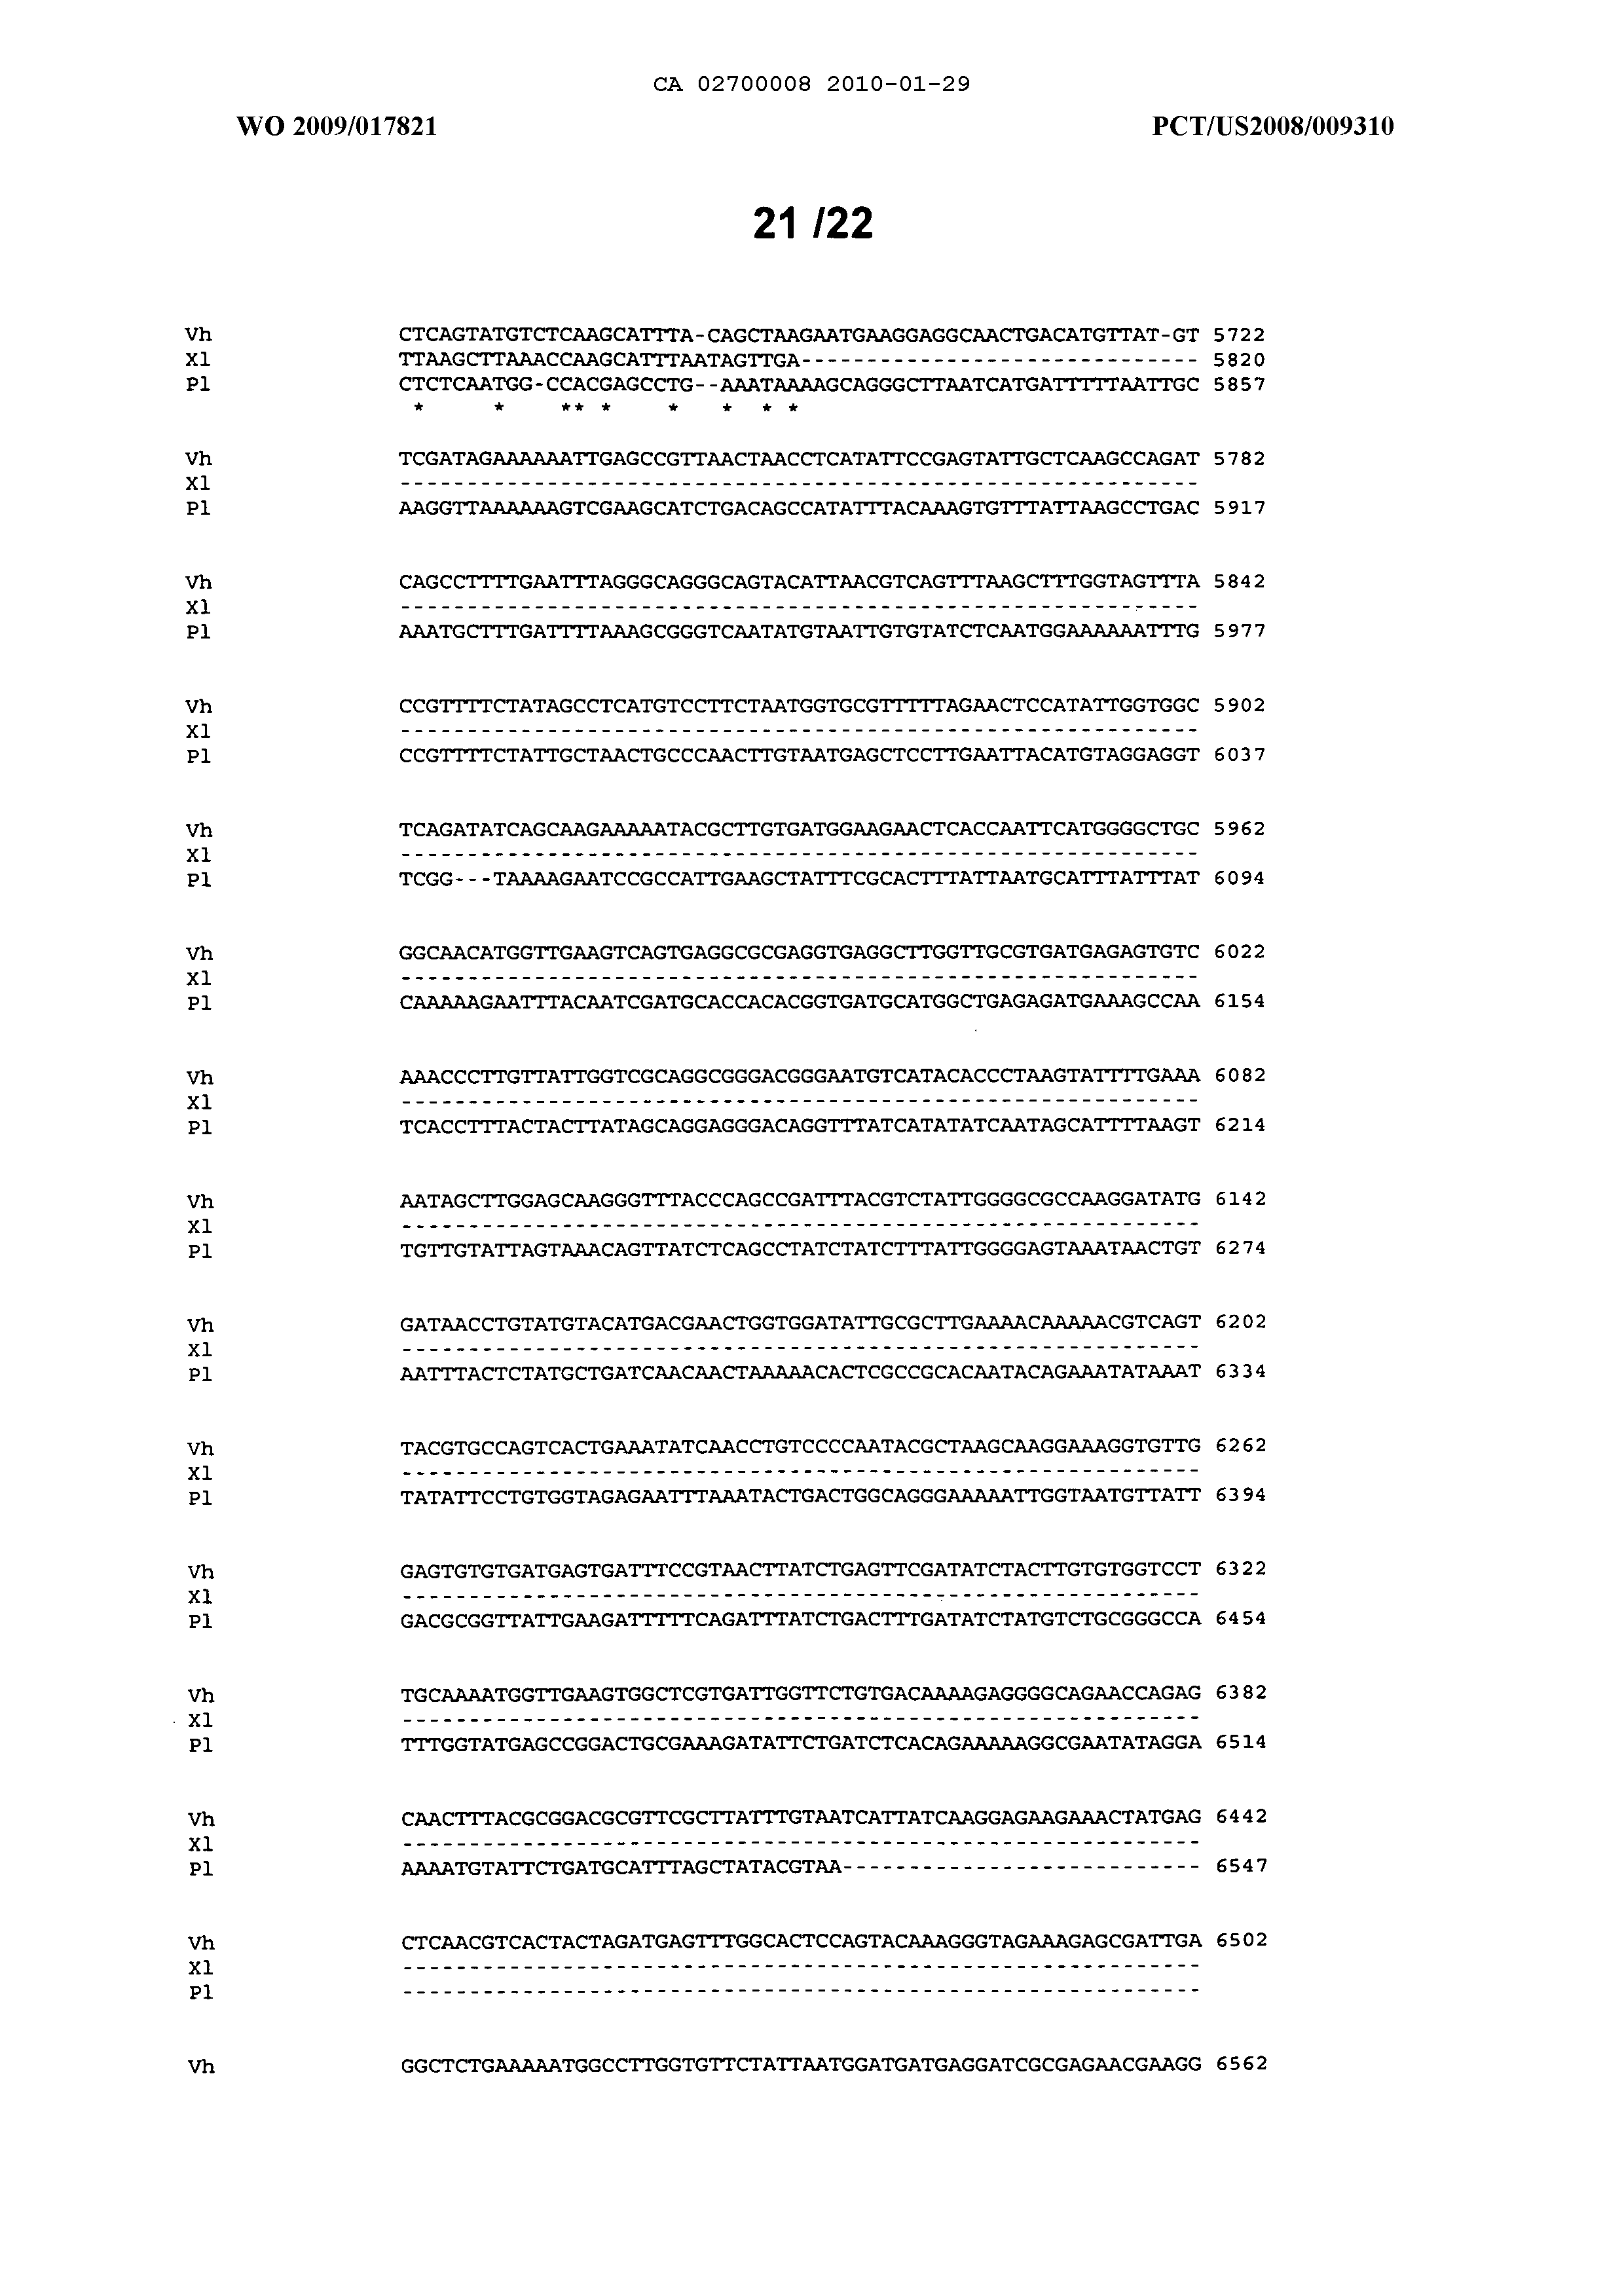 CA 02700008 2010-01-29
WO 2009/017821 PCT/US2008/009310
21 /22
Vh CTCAGTATGTCTCAAGCATTTA-CAGCTAAGAATGAAGGAGGCAACTGACATGTTAT-GT 5722
Xl TTAAGCTTAAACCAAGCATTTAATAGTTGA------------------------------ 5820
Pl CTCTCAATGG-CCACGAGCCTG--AAATAAAAGCAGGGCTTAATCATGATTTTTAATTGC 5857
* * ** * * * * *
Vh TCGATAGAAAAAATTGAGCCGTTAACTAACCTCATATTCCGAGTATTGCTCAAGCCAGAT 5782
Xl ------------------------------------------------------------
Pl AAGGTTAAAAAAGTCGAAGCATCTGACAGCCATATTTACAAAGTGTTTATTAAGCCTGAC 5917
Vh CAGCCTTTTGAATTTAGGGCAGGGCAGTACATTAACGTCAGTTTAAGCTTTGGTAGTTTA 5842
Xl ------------------------------------------------------------
Pl AAATGCTTTGATTTTAAAGCGGGTCAATATGTAATTGTGTATCTCAATGGAAAAAATTTG 5977
Vh CCGTTTTCTATAGCCTCATGTCCTTCTAATGGTGCGTTTTTAGAACTCCATATTGGTGGC 5902
Xl ------------------------------------------------------------
Pl CCGTTTTCTATTGCTAACTGCCCAACTTGTAATGAGCTCCTTGAATTACATGTAGGAGGT 6037
Vh TCAGATATCAGCAAGAAAAATACGCTTGTGATGGAAGAACTCACCAATTCATGGGGCTGC 5962
Xl ------------------------------------------------------------
Pl TCGG---TAAAAGAATCCGCCATTGAAGCTATTTCGCACTTTATTAATGCATTTATTTAT 6094
Vh GGCAACATGGTTGAAGTCAGTGAGGCGCGAGGTGAGGCTTGGTTGCGTGATGAGAGTGTC 6022
Xl ------------------------------------------------------------
Pl CAAAAAGAATTTACAATCGATGCACCACACGGTGATGCATGGCTGAGAGATGAAAGCCAA 6154
Vh AAACCCTTGTTATTGGTCGCAGGCGGGACGGGAATGTCATACACCCTAAGTATTTTGAAA 6082
Xl ------------------------------------------------------------
Pl TCACCTTTACTACTTATAGCAGGAGGGACAGGTTTATCATATATCAATAGCATTTTAAGT 6214
Vh AATAGCTTGGAGCAAGGGTTTACCCAGCCGATTTACGTCTATTGGGGCGCCAAGGATATG 6142
Xl ------------------------------------------------------------
Pl TGTTGTATTAGTAAACAGTTATCTCAGCCTATCTATCTTTATTGGGGAGTAAATAACTGT 6274
Vh GATAACCTGTATGTACATGACGAACTGGTGGATATTGCGCTTGAAAACAAAAACGTCAGT 6202
Xl ------------------------------------------------------------
Pl AATTTACTCTATGCTGATCAACAACTAAAAACACTCGCCGCACAATACAGAAATATAAAT 6334
Vh TACGTGCCAGTCACTGAAATATCAACCTGTCCCCAATACGCTAAGCAAGGAAAGGTGTTG 6262
Xl ------------------------------------------------------------
Pl TATATTCCTGTGGTAGAGAATTTAAATACTGACTGGCAGGGAAAAATTGGTAATGTTATT 6394
Vh GAGTGTGTGATGAGTGATTTCCGTAACTTATCTGAGTTCGATATCTACTTGTGTGGTCCT 6322
Xl ------------------------------------------------------------
Pl GACGCGGTTATTGAAGATTTTTCAGATTTATCTGACTTTGATATCTATGTCTGCGGGCCA 6454
Vh TGCAAAATGGTTGAAGTGGCTCGTGATTGGTTCTGTGACAAAAGAGGGGCAGAACCAGAG 6382
Xl ------------------------------------------------------------
Pl TTTGGTATGAGCCGGACTGCGAAAGATATTCTGATCTCACAGAAAAAGGCGAATATAGGA 6514
Vh CAACTTTACGCGGACGCGTTCGCTTATTTGTAATCATTATCAAGGAGAAGAAACTATGAG 6442
Xl ------------------------------------------------------------
Pl AAAATGTATTCTGATGCATTTAGCTATACGTAA--------------------------- 6547
Vh CTCAACGTCACTACTAGATGAGTTTGGCACTCCAGTACAAAGGGTAGAAAGAGCGATTGA 6502
Xl ------------------------------------------------------------
Pl ------------------------------------------------------------
Vh GGCTCTGAAAAATGGCCTTGGTGTTCTATTAATGGATGATGAGGATCGCGAGAACGAAGG 6562